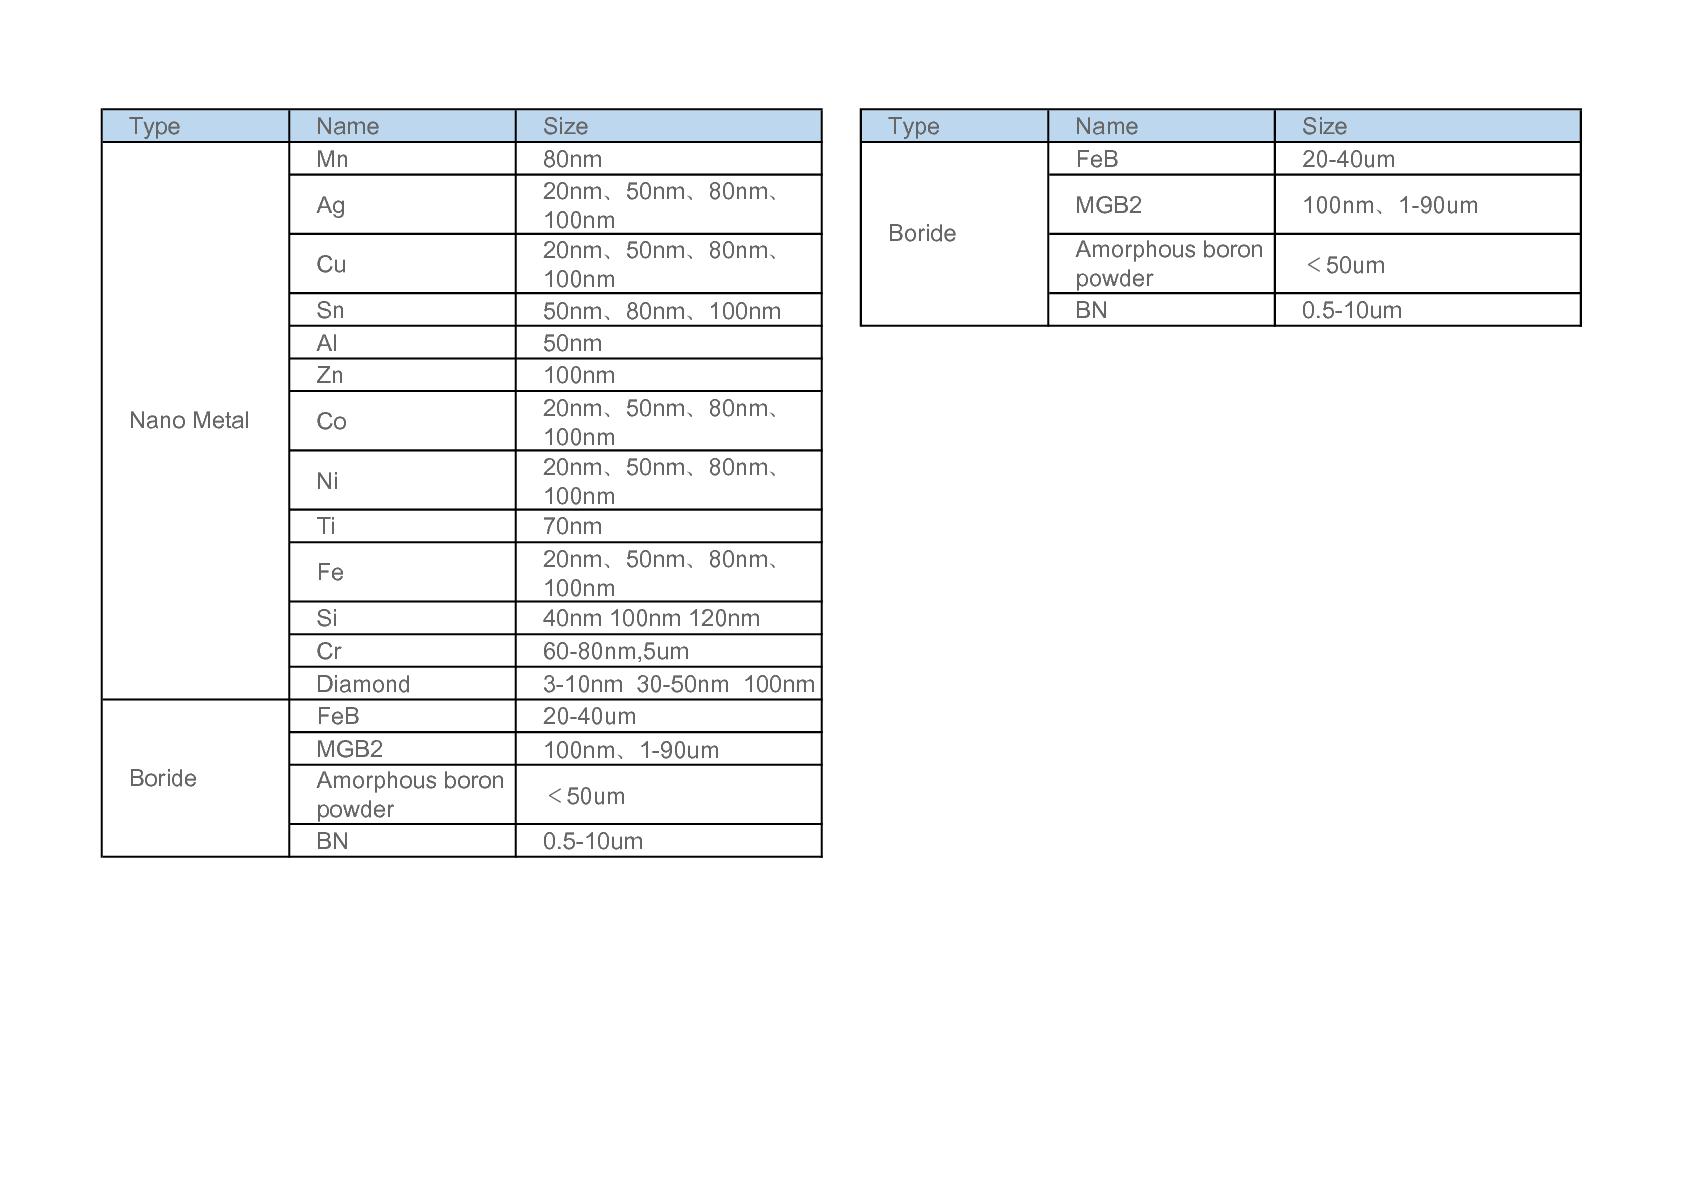 Type Name Size
Mn 80nm
Ag 20nm、50nm、80nm、
100nm
Cu 20nm、50nm、80nm、
100nm
Sn 50nm、80nm、100nm
Al 50nm
Zn 100nm
Nano Metal
Co 20nm、50nm、80nm、
100nm
Ni 20nm、50nm、80nm、
100nm
Ti 70nm
Fe 20nm、50nm、80nm、
100nm
Si 40nm 100nm 120nm
Cr 60-80nm,5um
Diamond 3-10nm 30-50nm 100nm
FeB 20-40um
MGB2 100nm、1-90um
Boride
Amorphous boron
powder
＜50um
BN 0.5-10um
Type Name Size
FeB 20-40um
MGB2 100nm、1-90um
Boride
Amorphous boron
powder
＜50um
BN 0.5-10um